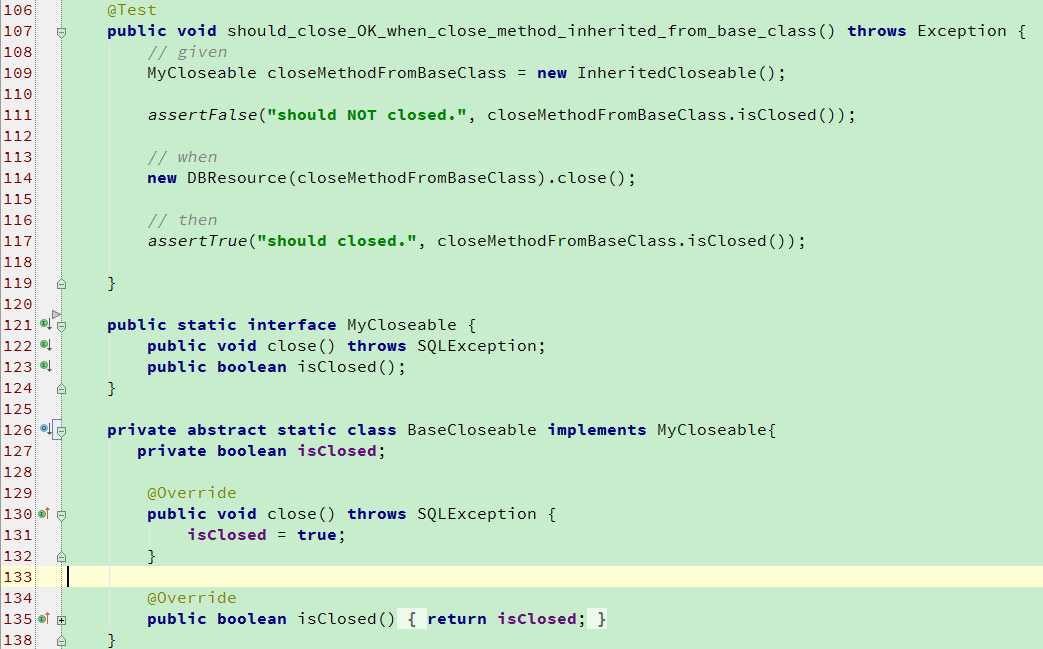 106 @Test
107 public void should_close_OK_when_close_method_inherited_from_base_class() throws Exception {
108 // given
109 MyCloseable closeMethodFromBaseClass = new InheritedCloseable();
110
111 assertFalse("should NOT closed.", closeMethodFromBaseClass.isClosed());
112
113 // when
114 new DBResource(closeMethodFromBaseClass).close();
115
116 // then
117 assertTrue("should closed.", closeMethodFromBaseClass.isClosed());
118
119 }
120
121 public static interface MyCloseable {
122 public void close() throws SQLException;
123 public boolean isClosed();
124 }
125
126 private abstract static class BaseCloseable implements MyCloseable{
127 private boolean isClosed;
128
129 @Override
130 public void close() throws SQLException {
131 isClosed = true;
132 }
133
134 @Override
135 public boolean isClosed() { return isClosed; }
138 }